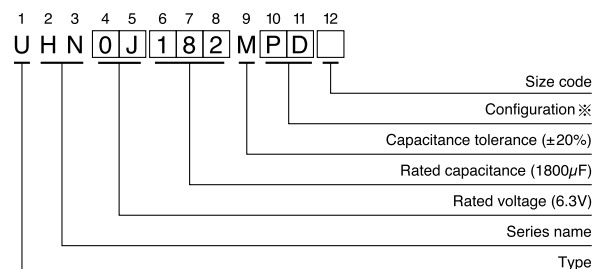 1 2 3 4 5 6 7 8 9 10 11 12
U H N 0 J 1 8 2 M P D
Size code
Configuration ※
Capacitance tolerance (±20%)
Rated capacitance (1800µF)
Rated voltage (6.3V)
Series name
Type